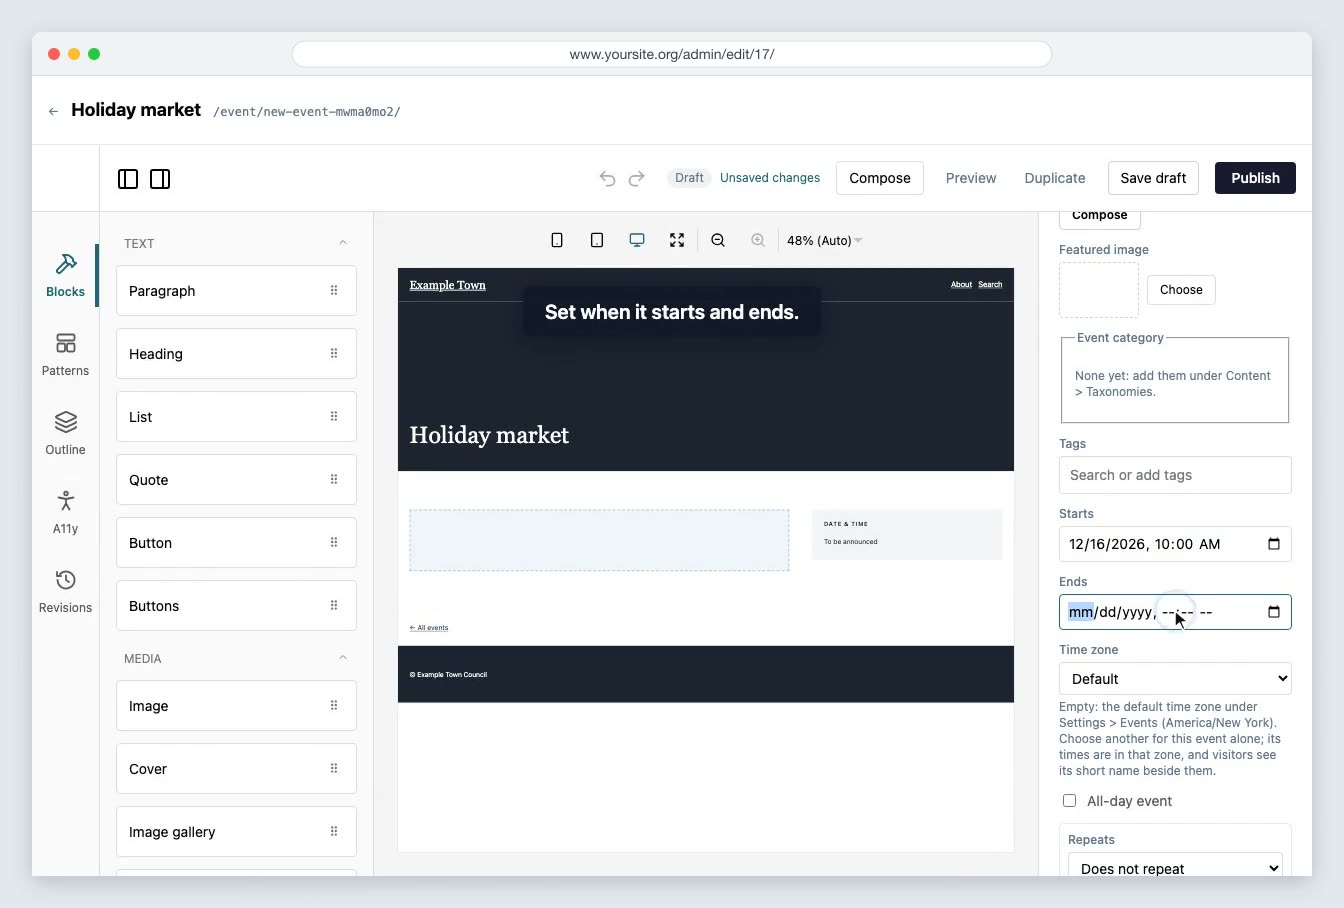 www.yoursite.org/admin/edit/17/
← Holiday market /event/new-event-mwma0mo2/
Draft Unsaved changes Compose Preview Duplicate Save draft Publish
Blocks
Patterns
Outline
A11y
Revisions
TEXT
Paragraph
Heading
List
Quote
Button
Buttons
MEDIA
Image
Cover
Image gallery
48% (Auto)
Example Town About Search
Set when it starts and ends.
Holiday market
DATE & TIME
To be announced
← All events
© Example Town Council
Compose
Featured image
Choose
Event category
None yet: add them under Content
> Taxonomies.
Tags
Search or add tags
Starts
12/16/2026, 10:00 AM
Ends
mm/dd/yyyy, --:-- --
Time zone
Default
Empty: the default time zone under
Settings > Events (America/New York).
Choose another for this event alone; its
times are in that zone, and visitors see
its short name beside them.
All-day event
Repeats
Does not repeat